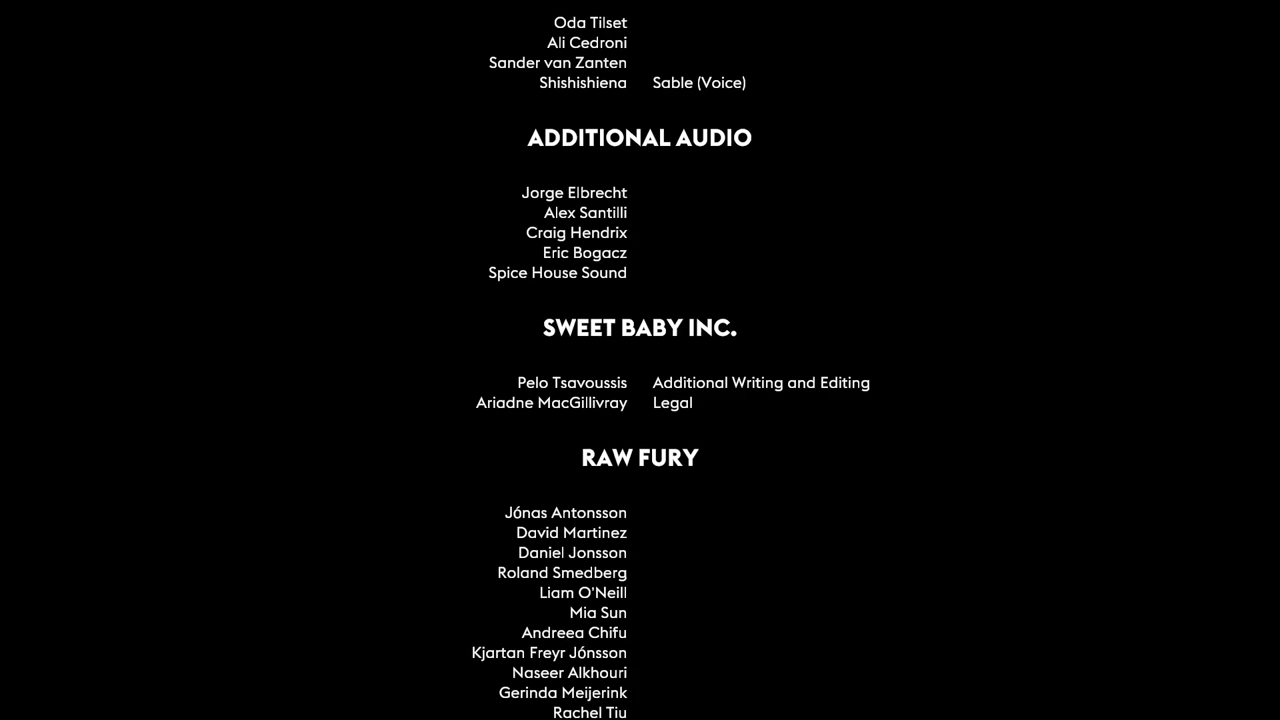 Oda Tilset
Ali Cedroni
Sander van Zanten
Shishishiena Sable (Voice)
ADDITIONAL AUDIO
Jorge Elbrecht
Alex Santilli
Craig Hendrix
Eric Bogacz
Spice House Sound
SWEET BABY INC.
Pelo Tsavoussis Additional Writing and Editing
Ariadne MacGillivray Legal
RAW FURY
Jónas Antonsson
David Martinez
Daniel Jonsson
Roland Smedberg
Liam O'Neill
Mia Sun
Andreea Chifu
Kjartan Freyr Jónsson
Naseer Alkhouri
Gerinda Meijerink
Rachel Tiu